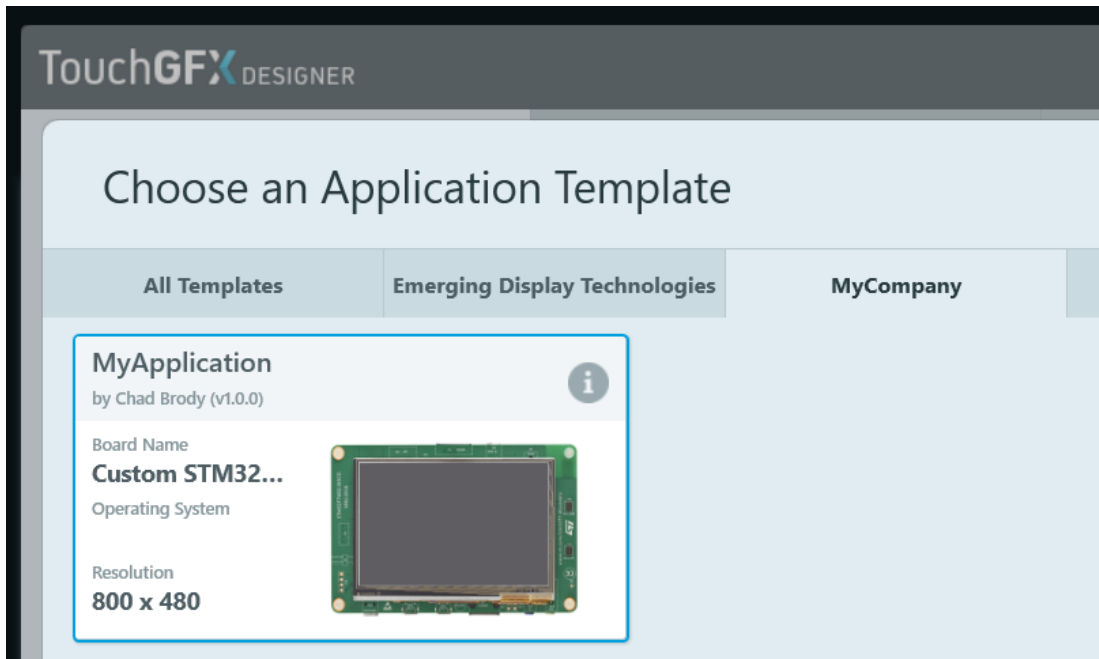 TouchGFX DESIGNER
Choose an Application Template
All Templates
Emerging Display Technologies
MyCompany
MyApplication
by Chad Brody (v1.0.0)
Board Name
Custom STM32...
Operating System
Resolution
800 x 480